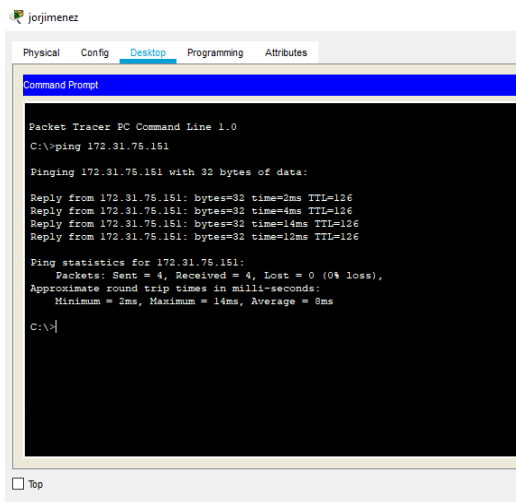 jorjimenez
Physical Config Desktop Programming Attributes
Command Prompt
Packet Tracer PC Command Line 1.0
C:\>ping 172.31.75.151
Pinging 172.31.75.151 with 32 bytes of data:
Reply from 172.31.75.151: bytes=32 time=2ms TTL=126
Reply from 172.31.75.151: bytes=32 time=4ms TTL=126
Reply from 172.31.75.151: bytes=32 time=14ms TTL=126
Reply from 172.31.75.151: bytes=32 time=12ms TTL=126
Ping statistics for 172.31.75.151:
Packets: Sent = 4, Received = 4, Lost = 0 (0% loss),
Approximate round trip times in milli-seconds:
Minimum = 2ms, Maximum = 14ms, Average = 8ms
C:\>
Top